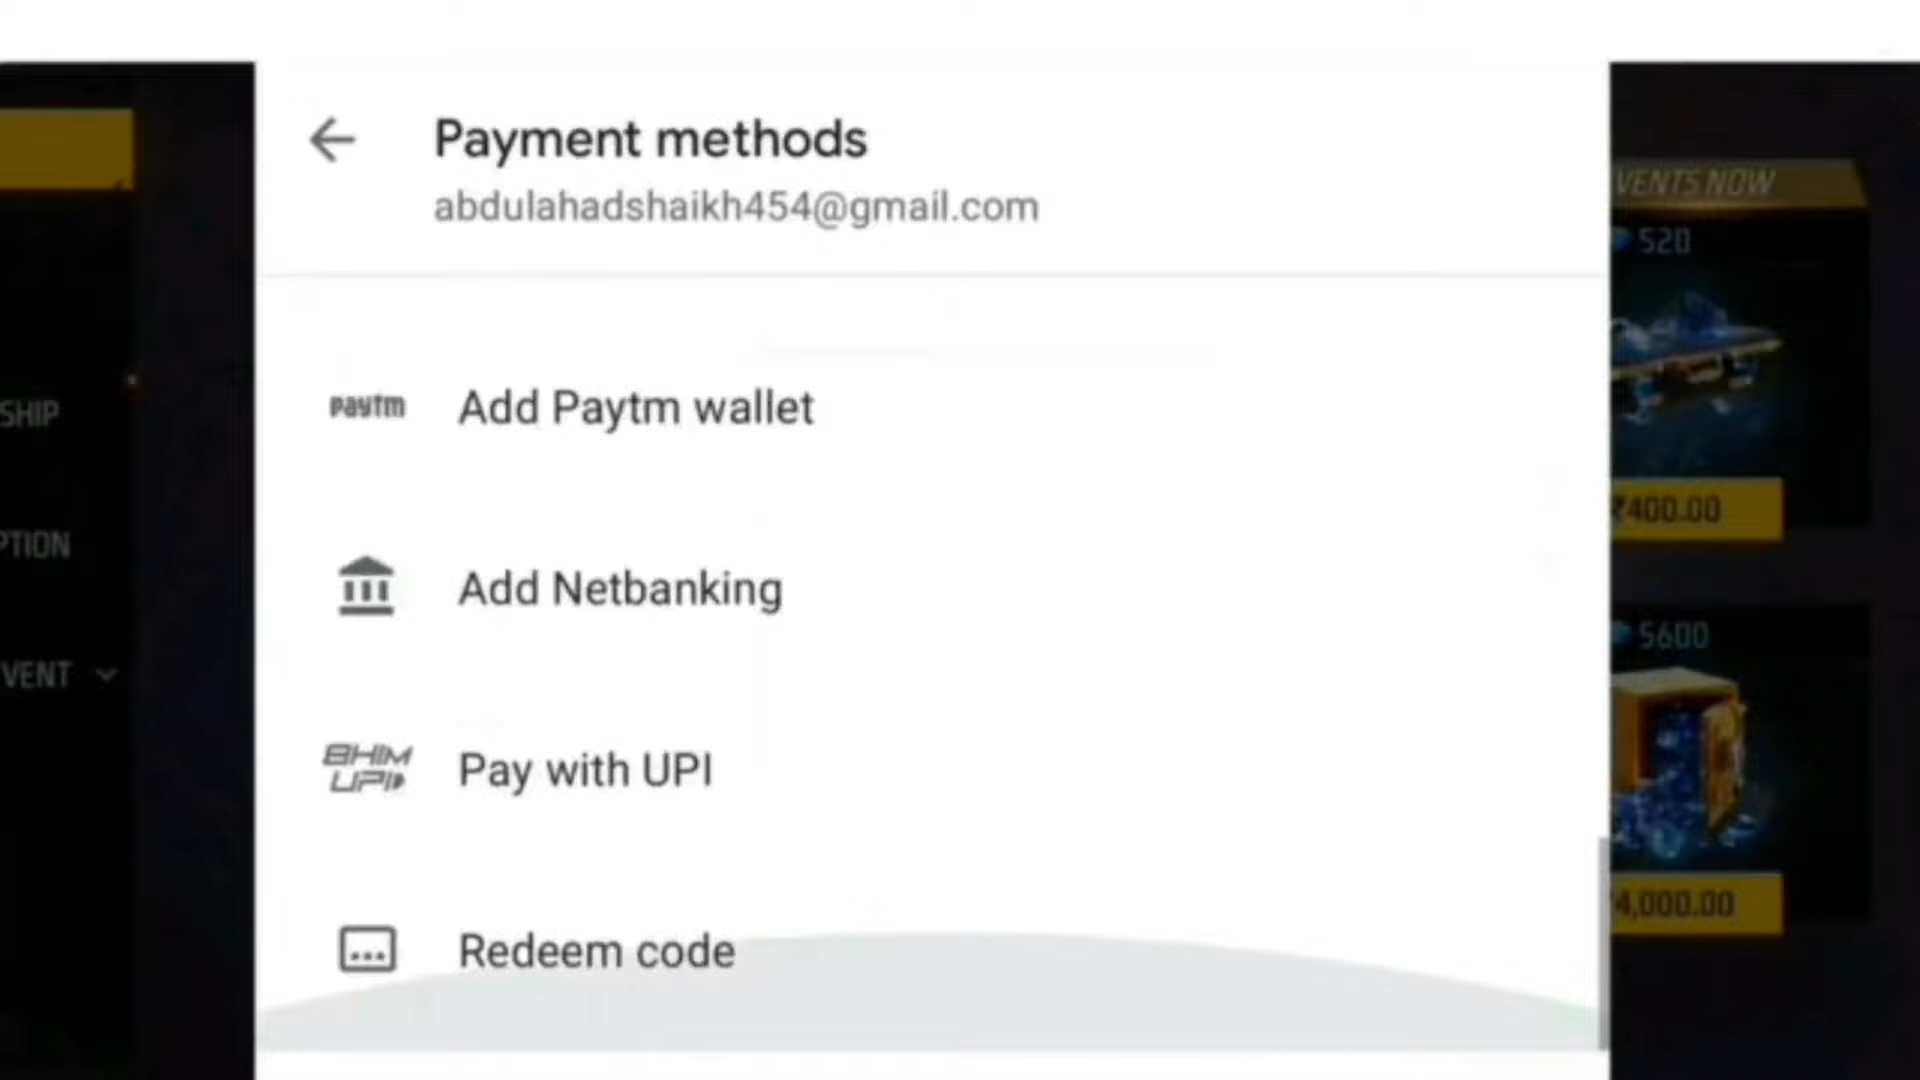 Payment methods
abdulahadshaikh454@gmail.com
VENTS NOW
520
SHIP
paytm Add Paytm wallet
₹400.00
PTION
Add Netbanking
5600
VENT
BHIM
UPI
Pay with UPI
4,000.00
Redeem code